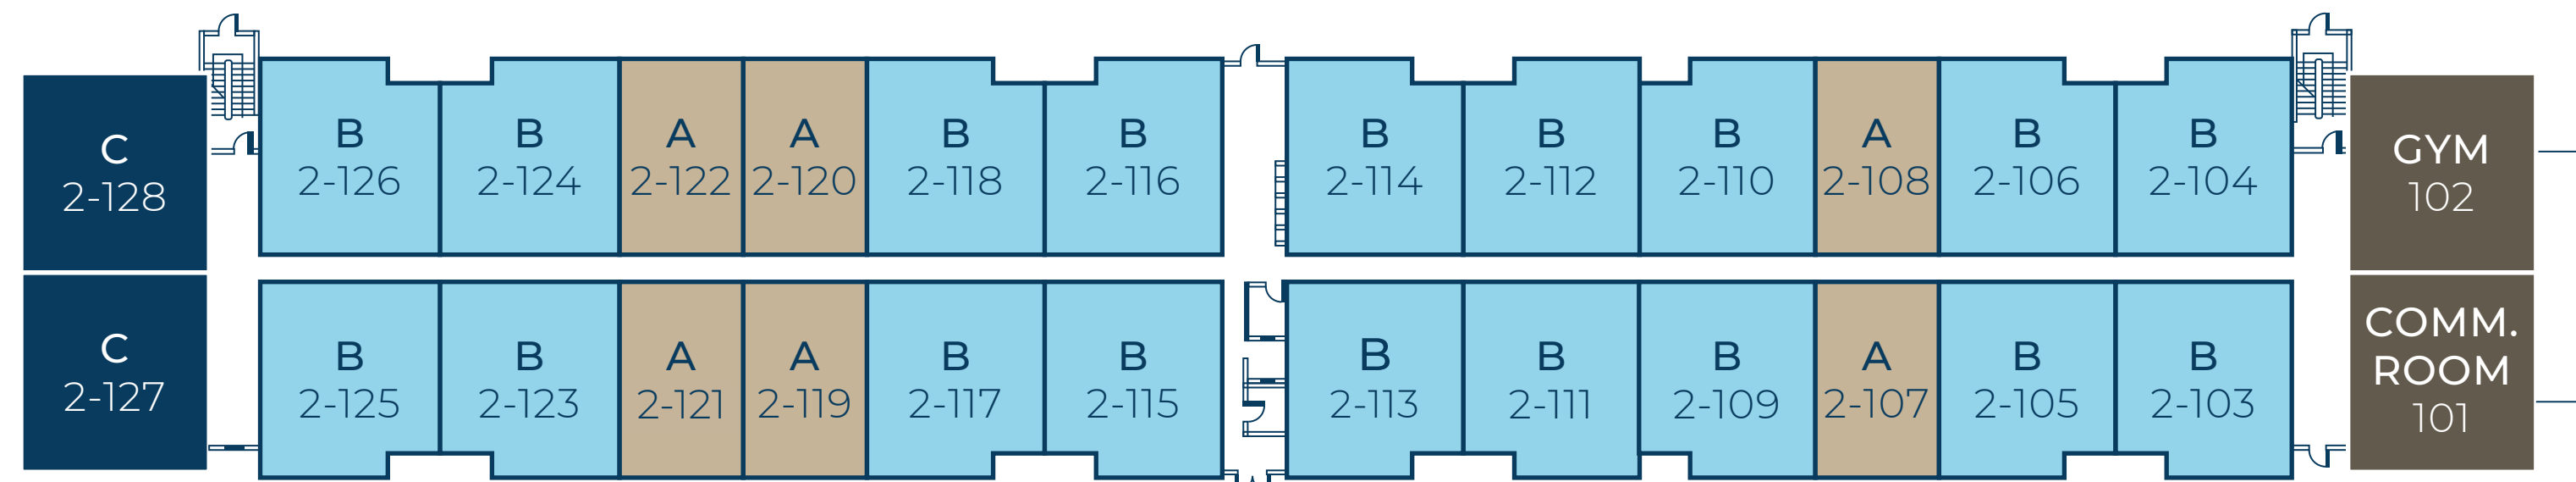 C
2-128
B
2-126
B
2-124
A
2-122
A
2-120
B
2-118
B
2-116
B
2-114
B
2-112
B
2-110
A
2-108
B
2-106
B
2-104
GYM
102
C
2-127
B
2-125
B
2-123
A
2-121
A
2-119
B
2-117
B
2-115
B
2-113
B
2-111
B
2-109
A
2-107
B
2-105
B
2-103
COMM.
ROOM
101